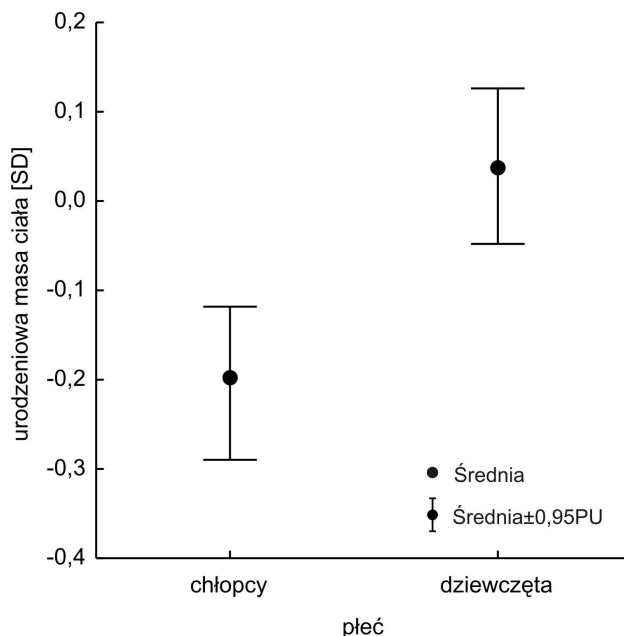 urodzeniowa masa ciała [SD]
0,2
0,1
0,0
-0,1
-0,2
-0,3
-0,4
Średnia
Średnia±0,95PU
chłopcy
dziewczęta
płeć